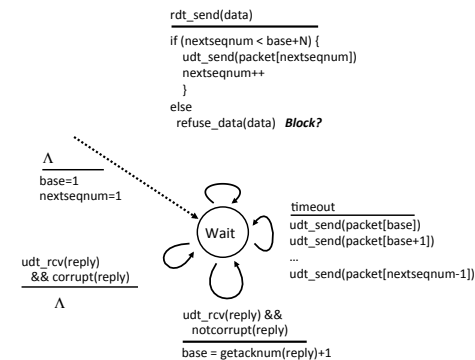 rdt_send(data)
if (nextseqnum < base+N) {
udt_send(packet[nextseqnum])
nextseqnum++
}
else
refuse_data(data) Block?
Λ
base=1
nextseqnum=1
Wait
timeout
udt_send(packet[base])
udt_send(packet[base+1])
…
udt_send(packet[nextseqnum-1])
udt_rcv(reply)
&& corrupt(reply)
Λ
udt_rcv(reply) &&
notcorrupt(reply)
base = getacknum(reply)+1